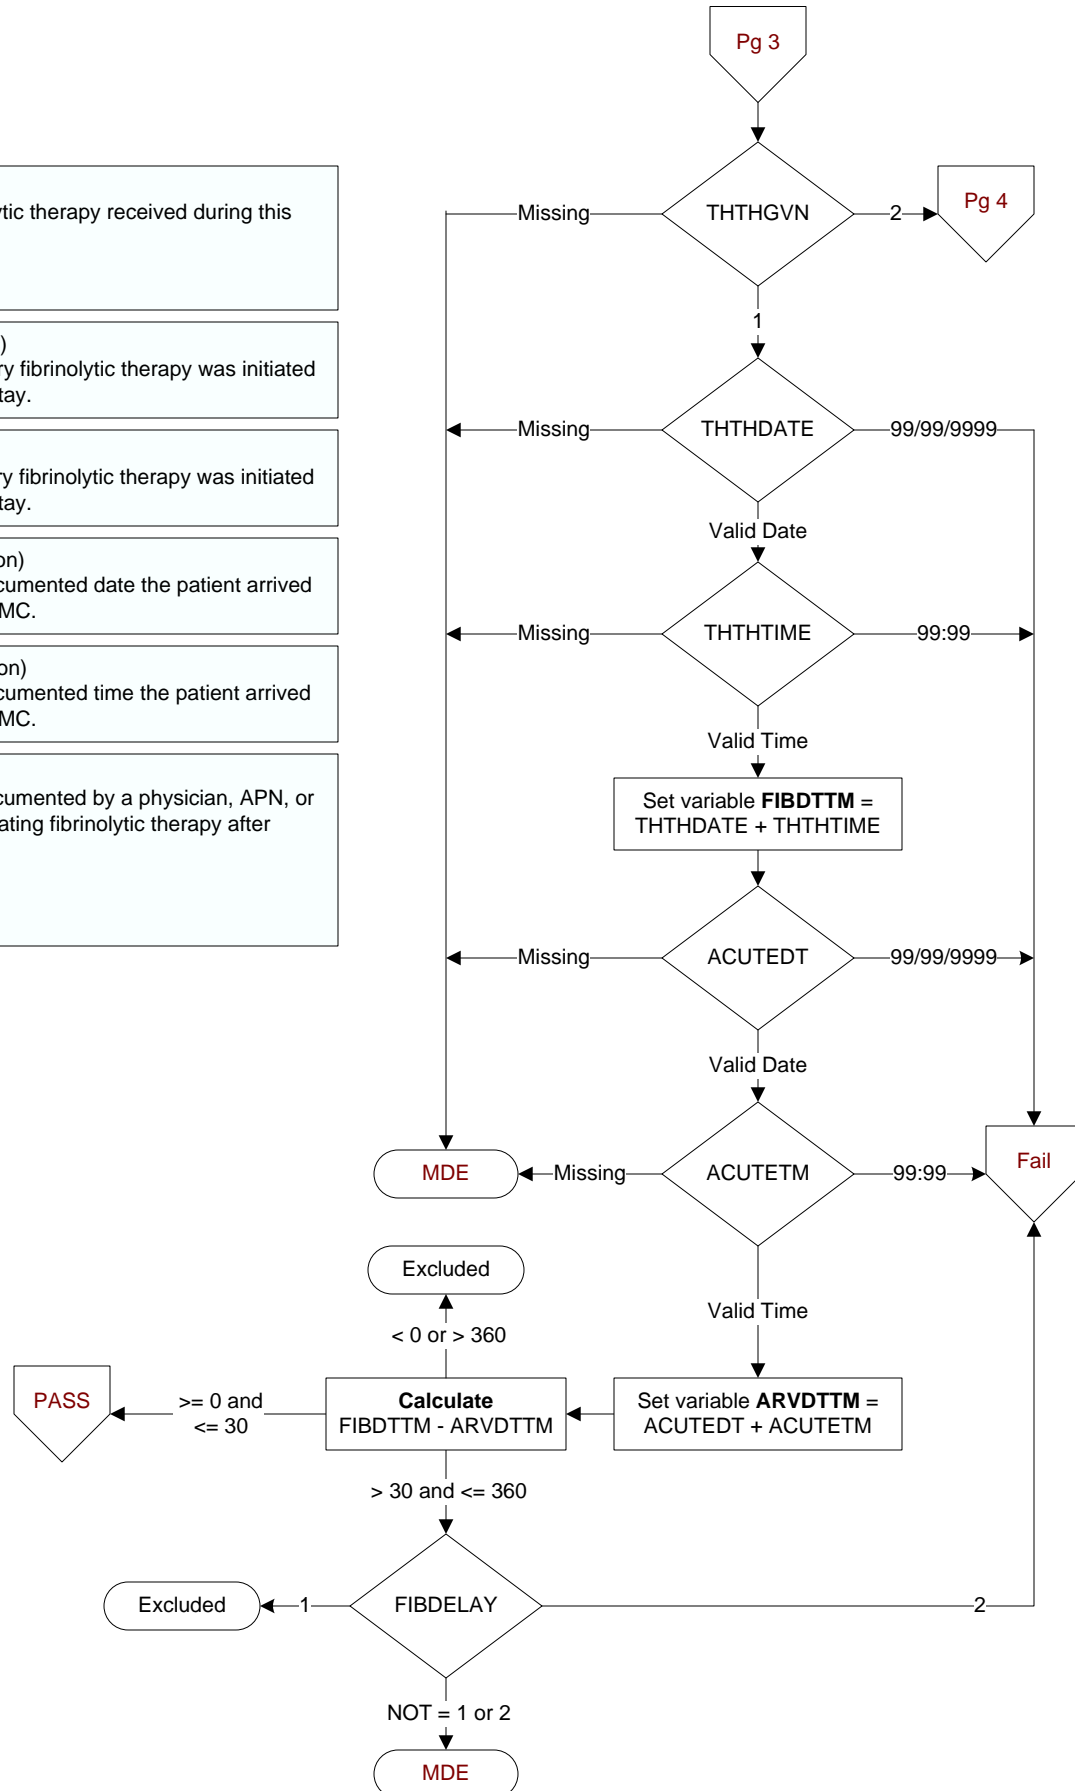 Pg 3
THTHGVN
Missing
2
Pg 4
1
tic therapy received during this
)
ry fibrinolytic therapy was initiated
tay.
ry fibrinolytic therapy was initiated
tay.
on)
cumented date the patient arrived
MC.
on)
cumented time the patient arrived
MC.
cumented by a physician, APN, or
ating fibrinolytic therapy after
THTHDATE
Missing
99/99/9999
Valid Date
THTHTIME
Missing
99:99
Valid Time
Set variable FIBDTTM =
THTHDATE + THTHTIME
ACUTEDT
Missing
99/99/9999
Valid Date
ACUTETM
Missing
MDE
99:99
Fail
Valid Time
Set variable ARVDTTM =
ACUTEDT + ACUTETM
Calculate
FIBDTTM - ARVDTTM
< 0 or > 360
Excluded
>= 0 and
<= 30
PASS
> 30 and <= 360
FIBDELAY
1
Excluded
2
NOT = 1 or 2
MDE